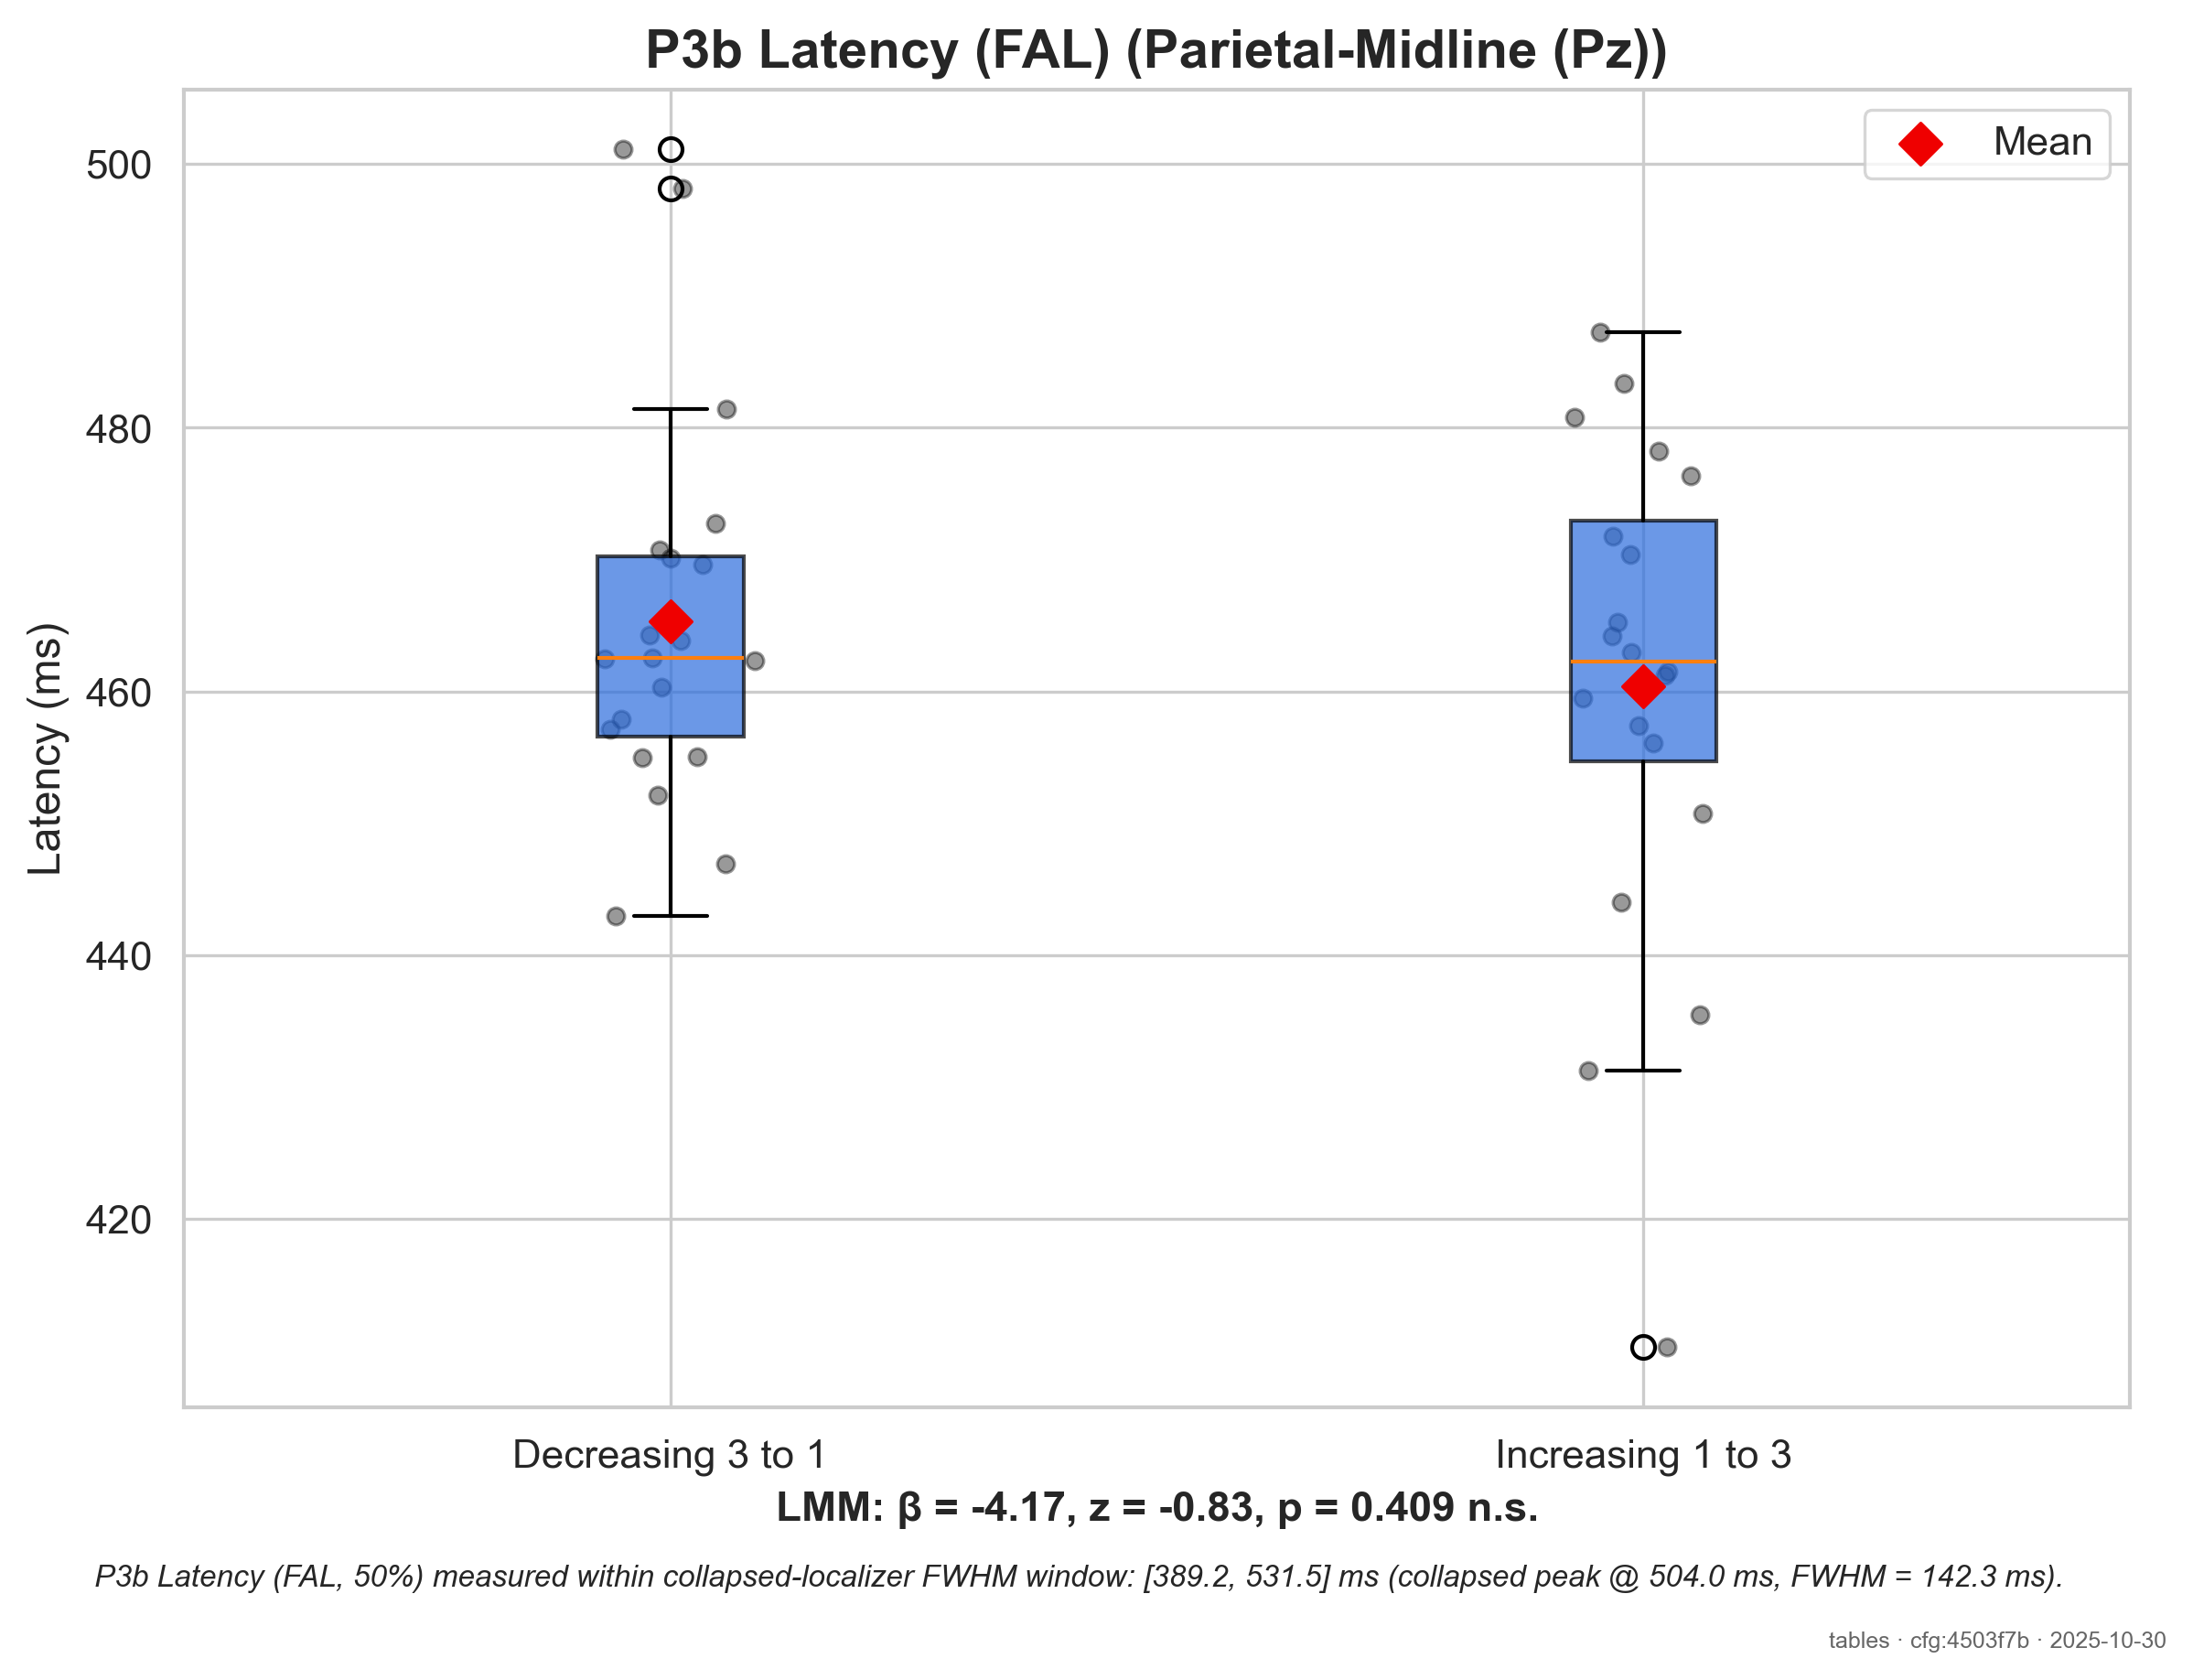 P3b Latency (FAL) (Parietal-Midline (Pz))
Mean
Latency (ms)
500
480
460
440
420
Decreasing 3 to 1
Increasing 1 to 3
LMM: β = -4.17, z = -0.83, p = 0.409 n.s.
P3b Latency (FAL, 50%) measured within collapsed-localizer FWHM window: [389.2, 531.5] ms (collapsed peak @ 504.0 ms, FWHM = 142.3 ms).
tables · cfg:4503f7b · 2025-10-30